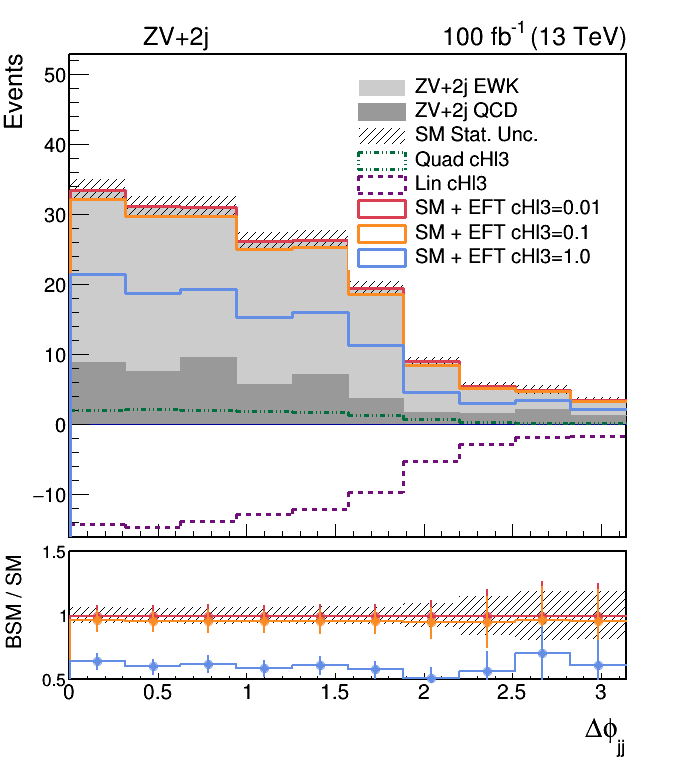 ZV+2j 100 fb-1 (13 TeV)
Events
50
40
30
20
10
0
−10
ZV+2j EWK
ZV+2j QCD
SM Stat. Unc.
Quad cHl3
Lin cHl3
SM + EFT cHl3=0.01
SM + EFT cHl3=0.1
SM + EFT cHl3=1.0
BSM / SM
1.5
1
0.5
0 0.5 1 1.5 2 2.5 3
Δϕjj